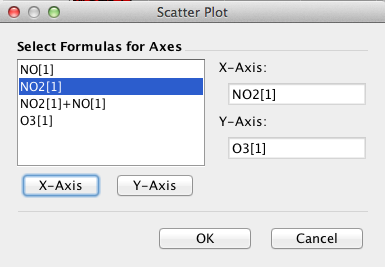 Scatter Plot
Select Formulas for Axes
NO[1]
NO2[1]
NO2[1]+NO[1]
O3[1]
X-Axis:
NO2[1]
Y-Axis:
O3[1]
X-Axis Y-Axis
OK Cancel